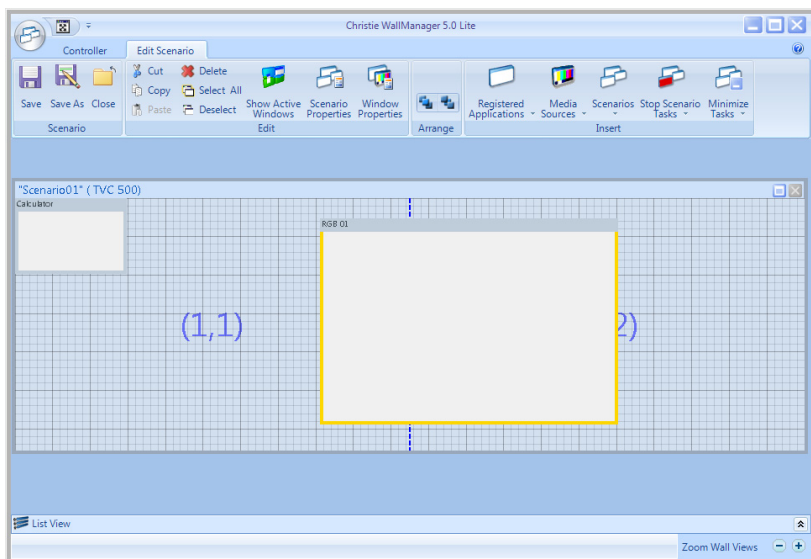 Christie WallManager 5.0 Lite
Controller Edit Scenario
Save Save As Close
Cut Delete
Copy Select All
Paste Deselect
Show Active Windows
Scenario Properties
Window Properties
Registered Applications
Media Sources
Scenarios
Stop Scenario Tasks
Minimize Tasks
Scenario Edit Arrange Insert
"Scenario01" ( TVC 500)
Calculator
RGB 01
(1,1) 2)
List View
Zoom Wall Views